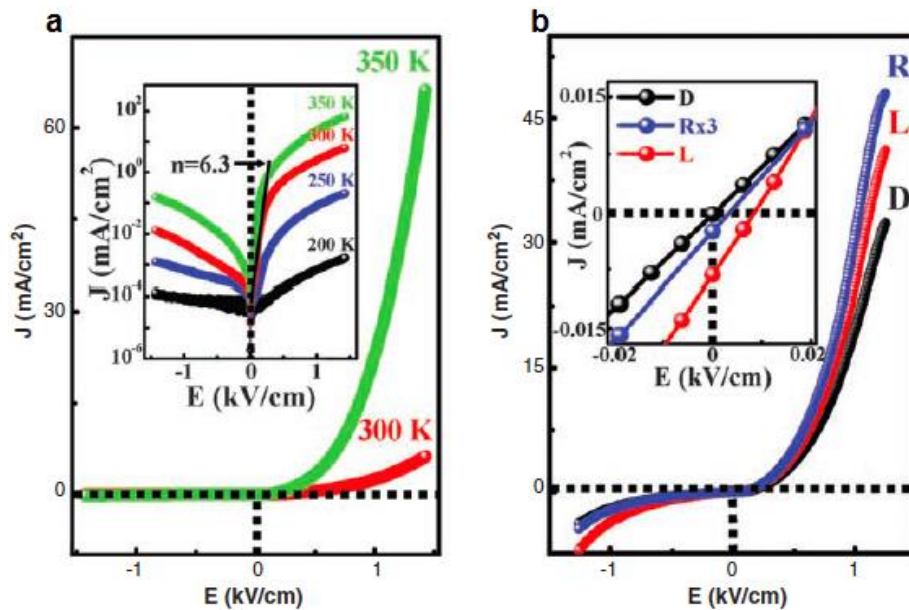 a
350 K
300 K
60
30
0
J (mA/cm²)
-1
0
1
E (kV/cm)
10²
10⁰
10⁻²
10⁻⁴
10⁻⁶
J (mA/cm²)
350 K
300 K
n=6.3
250 K
200 K
-1
0
1
E (kV/cm)
b
R
L
D
45
30
15
0
J (mA/cm²)
-1
0
1
E (kV/cm)
0.015
0
-0.015
J (mA/cm²)
D
Rx3
L
-0.02
0
0.02
E (kV/cm)